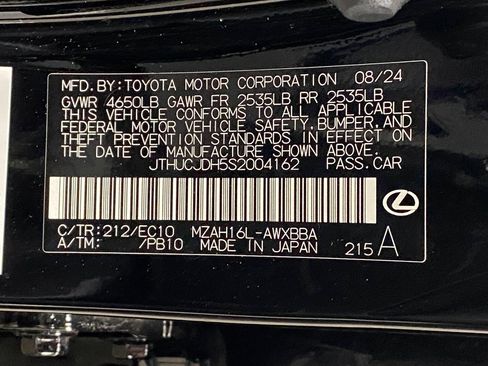 MFD. BY: TOYOTA MOTOR CORPORATION 08/24
GVWR 4650LB GAWR FR 2535LB RR 2535LB
THIS VEHICLE CONFORMS TO ALL APPLICABLE
FEDERAL MOTOR VEHICLE SAFETY, BUMPER, AND
THEFT PREVENTION STANDARDS IN EFFECT ON
THE DATE OF MANUFACTURE SHOWN ABOVE.
JTHUCJDH5S2004162 PASS. CAR
C/TR: 212/EC10 MZAH16L-AWXBBA
A/TM: /PB10 MADE IN JAPAN 215 A